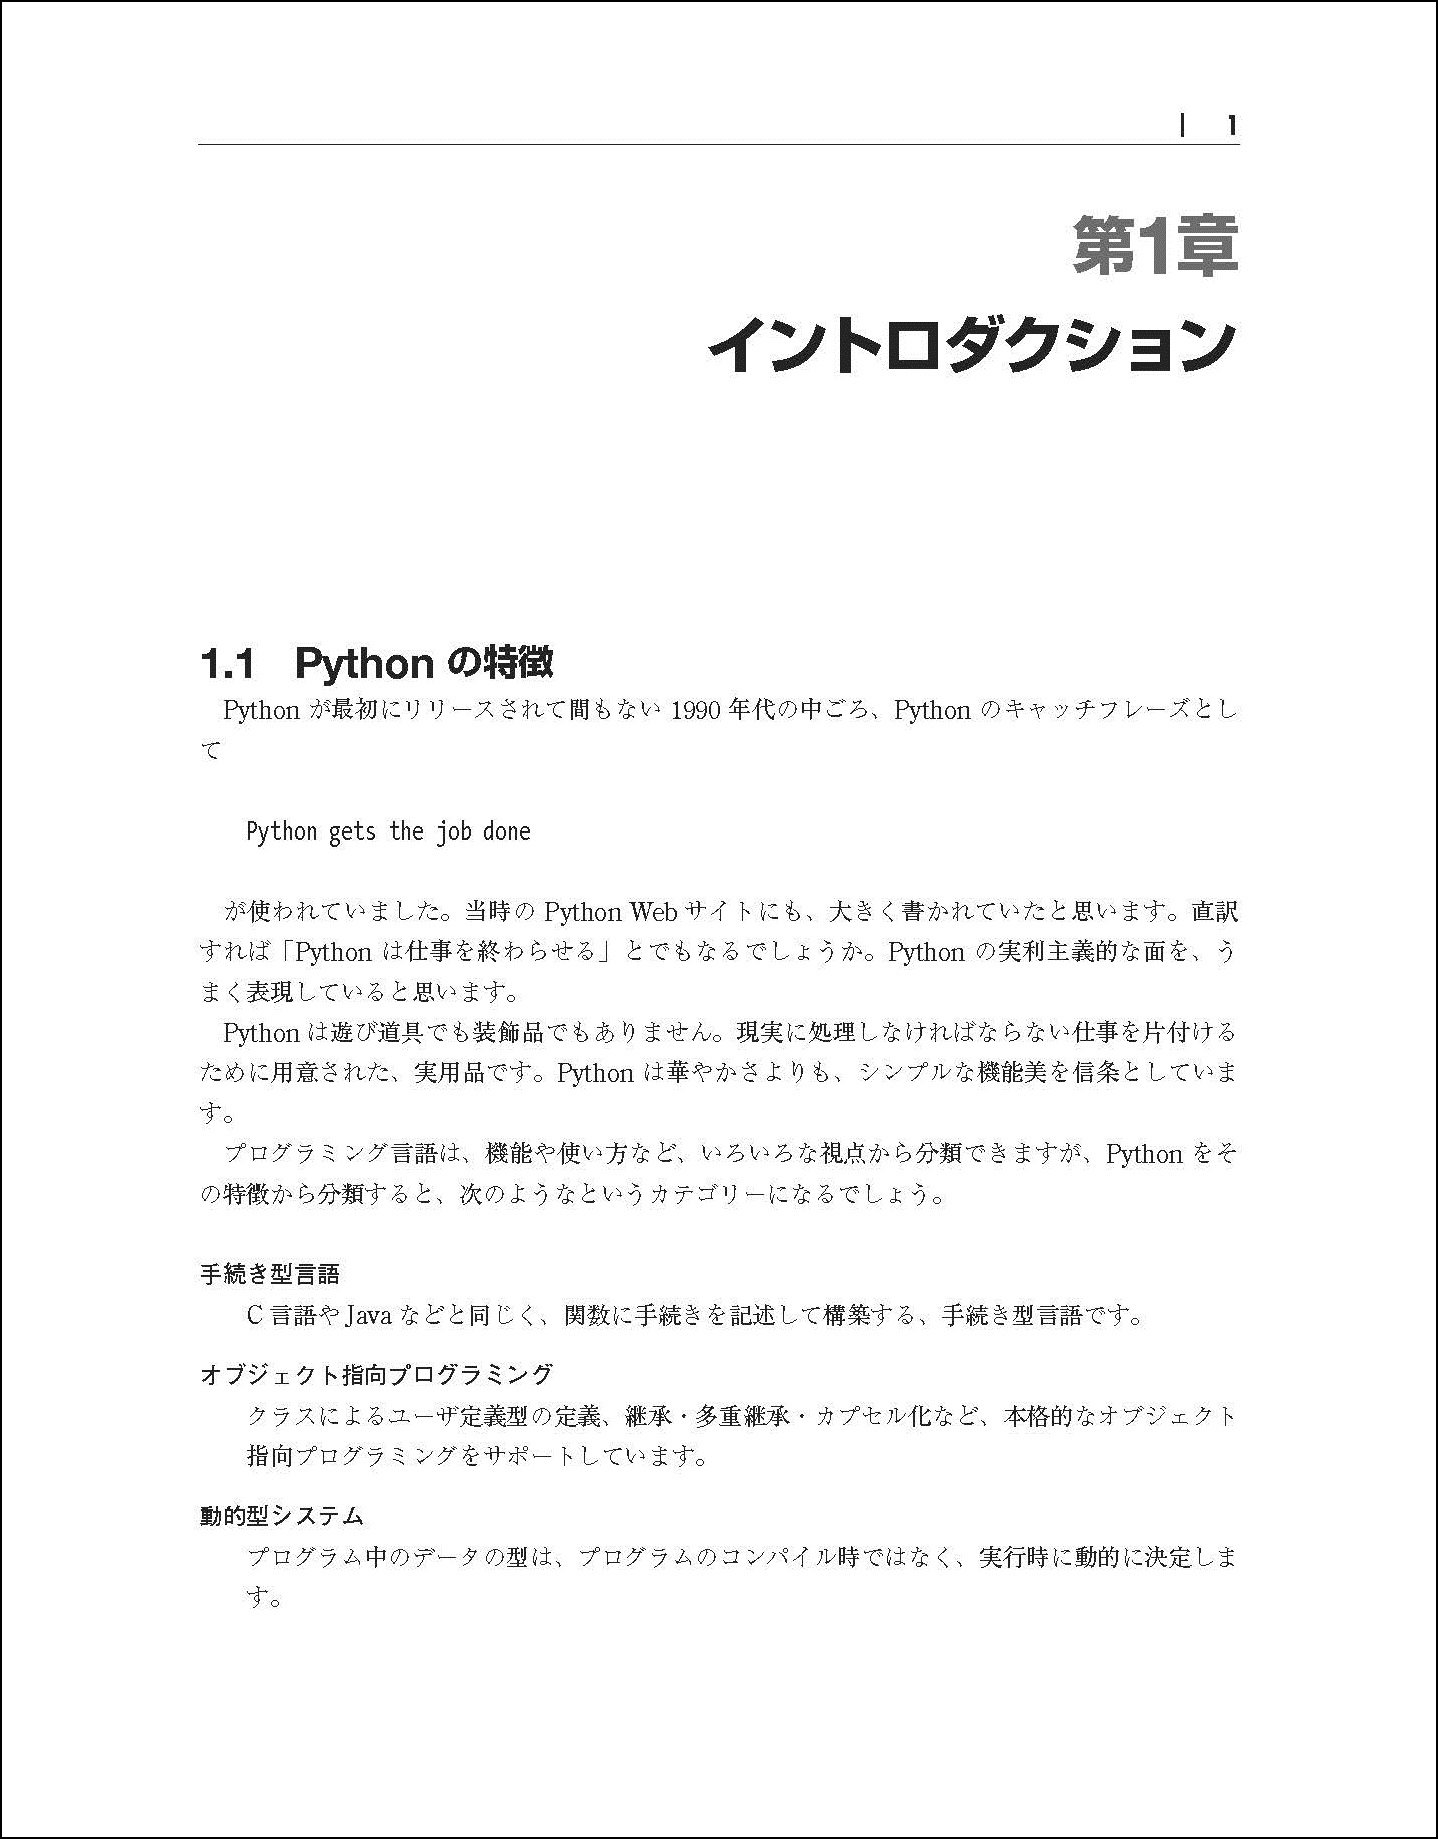 1
第1章
イントロダクション
1.1 Python の特徴
Python が最初にリリースされて間もない 1990 年代の中ごろ、Python のキャッチフレーズとし
て
Python gets the job done
が使われていました。当時の Python Web サイトにも、大きく書かれていたと思います。直訳
すれば「Python は仕事を終わらせる」とでもなるでしょうか。Python の実利主義的な面を、う
まく表現していると思います。
Python は遊び道具でも装飾品でもありません。現実に処理しなければならない仕事を片付ける
ために用意された、実用品です。Python は華やかさよりも、シンプルな機能美を信条としていま
す。
プログラミング言語は、機能や使い方など、いろいろな視点から分類できますが、Python をそ
の特徴から分類すると、次のようなというカテゴリーになるでしょう。
手続き型言語
C 言語や Java などと同じく、関数に手続きを記述して構築する、手続き型言語です。
オブジェクト指向プログラミング
クラスによるユーザ定義型の定義、継承・多重継承・カプセル化など、本格的なオブジェクト
指向プログラミングをサポートしています。
動的型システム
プログラム中のデータの型は、プログラムのコンパイル時ではなく、実行時に動的に決定しま
す。